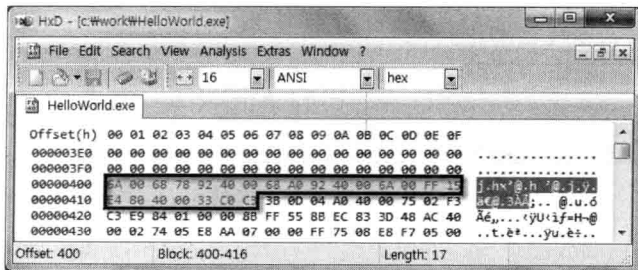 HxD - [c:₩work₩HelloWorld.exe]
File Edit Search View Analysis Extras Window ?
16 ANSI hex
HelloWorld.exe
Offset(h) 00 01 02 03 04 05 06 07 08 09 0A 0B 0C 0D 0E 0F
000003E0 00 00 00 00 00 00 00 00 00 00 00 00 00 00 00 00 ................
000003F0 00 00 00 00 00 00 00 00 00 00 00 00 00 00 00 00 ................
00000400 6A 00 68 78 92 40 00 68 A0 92 40 00 6A 00 FF 15 j.hx’@.h ’@.j.ÿ.
00000410 E4 80 40 00 33 C0 C3 3B 0D 04 A0 40 00 75 02 F3
00000420 C3 E9 84 01 00 00 8B FF 55 8B EC 83 3D 48 AC 40 Ãé„...‹ÿU‹ìƒ=H¬@
00000430 00 02 74 05 E8 AA 07 00 00 FF 75 08 E8 F7 05 00 ..t.èª...ÿu.è÷..
Offset: 400 Block: 400-416 Length: 17